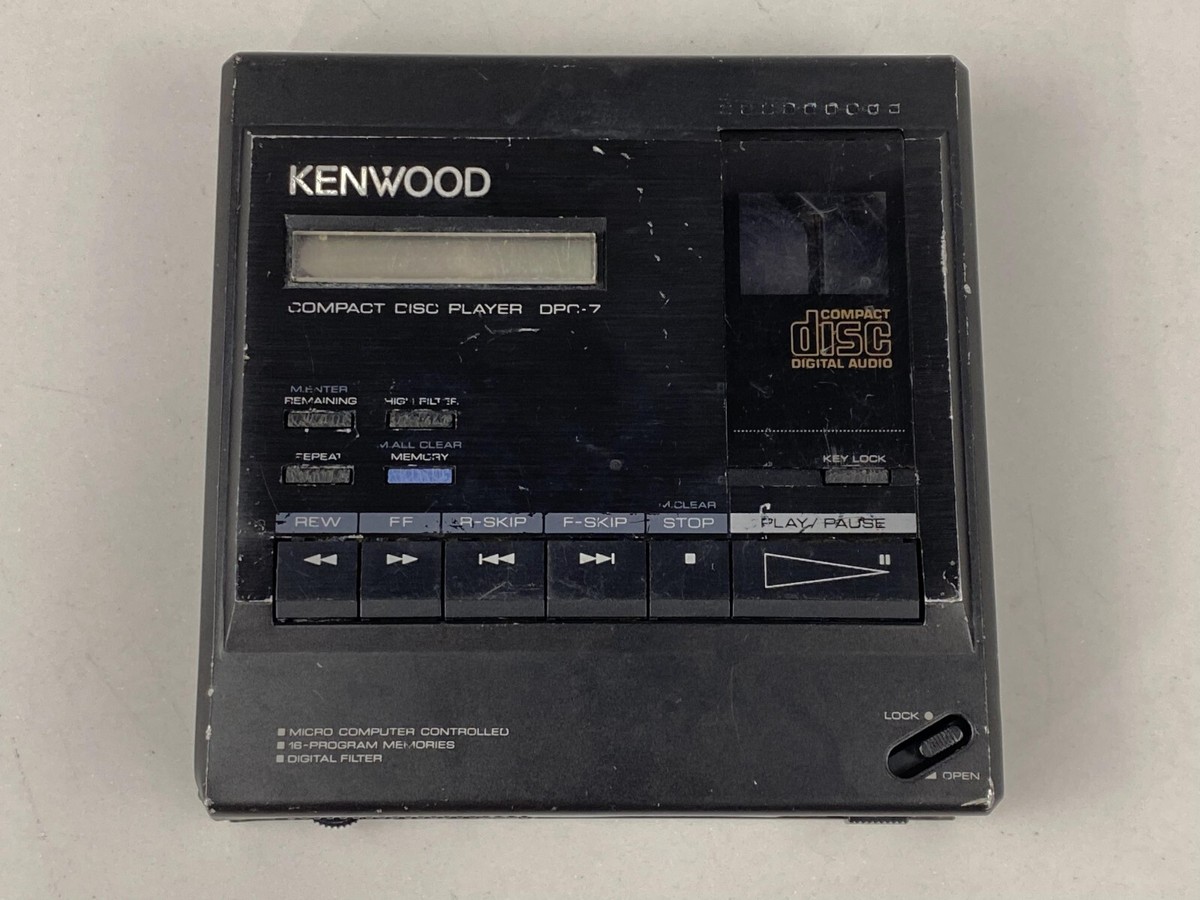 KENWOOD
COMPACT DISC PLAYER DPC-7
COMPACT
disc
DIGITAL AUDIO
M.ENTER
REMAINING
HIGH FILTER
M.ALL CLEAR
REPEAT
MEMORY
KEY LOCK
M.CLEAR
REW FF R-SKIP F-SKIP STOP PLAY/PAUSE
LOCK
OPEN
MICRO COMPUTER CONTROLLED
16-PROGRAM MEMORIES
DIGITAL FILTER